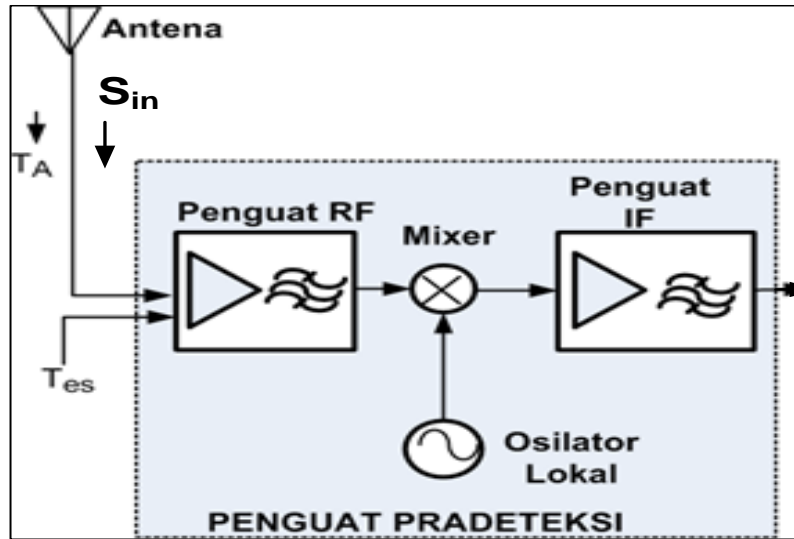 Antena
Sin
TA
Penguat RF
Mixer
Penguat
IF
Tes
Osilator
Lokal
PENGUAT PRADETEKSI